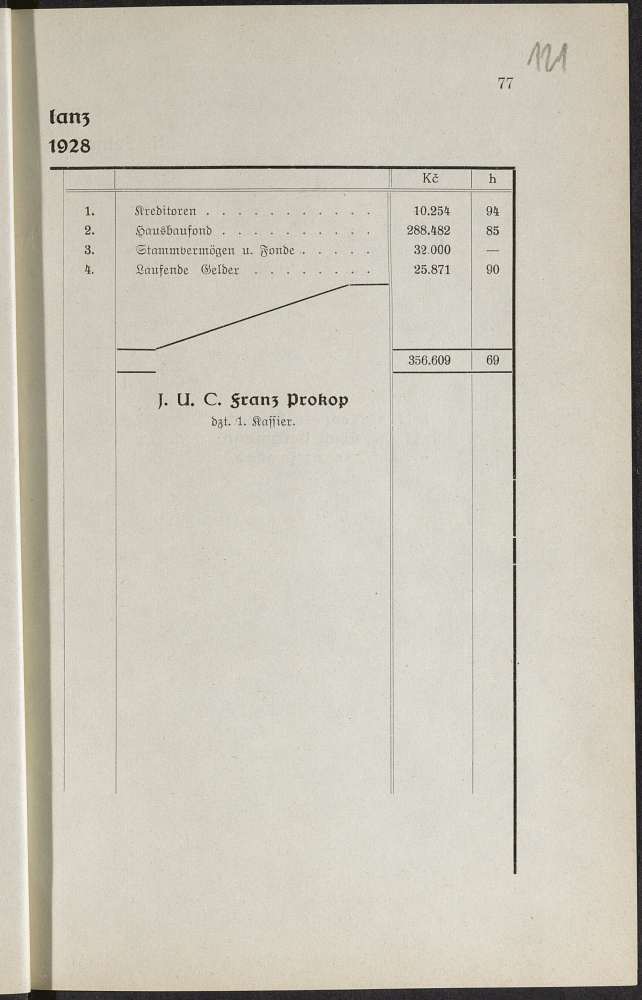 121
77
lanz
1928
Kč h
1. Kreditoren . . . . . . . . . . . 10.254 94
2. Hausbaufond . . . . . . . . . . 288.482 85
3. Stammvermögen u. Fonde . . . . . 32.000 —
4. Laufende Gelder . . . . . . . . 25.871 90
356.609 69
J. U. C. Franz Prokop
dzt. 1. Kassier.